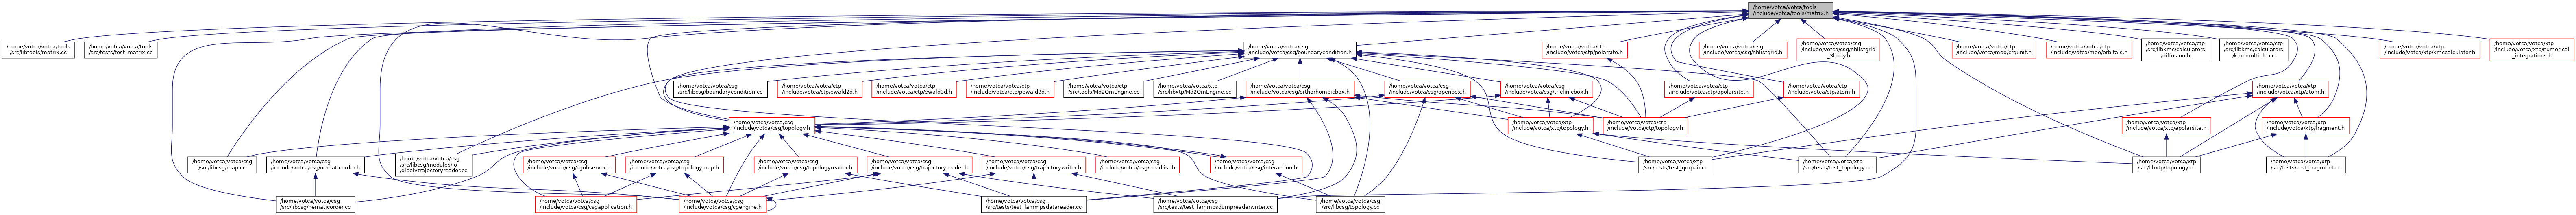 /home/votca/votca/tools
/include/votca/tools/matrix.h
/home/votca/votca/tools
/src/libtools/matrix.cc
/home/votca/votca/tools
/src/tests/test_matrix.cc
/home/votca/votca/csg
/include/votca/csg/boundarycondition.h
/home/votca/votca/ctp
/include/votca/ctp/polarsite.h
/home/votca/votca/csg
/include/votca/csg/nblistgrid.h
/home/votca/votca/csg
/include/votca/csg/nblistgrid
_3body.h
/home/votca/votca/ctp
/include/votca/moo/crgunit.h
/home/votca/votca/ctp
/include/votca/moo/orbitals.h
/home/votca/votca/ctp
/src/libkmc/calculators
/diffusion.h
/home/votca/votca/ctp
/src/libkmc/calculators
/kmcmultiple.cc
/home/votca/votca/xtp
/include/votca/xtp/kmccalculator.h
/home/votca/votca/xtp
/include/votca/xtp/numerical
_integrations.h
/home/votca/votca/csg
/src/libcsg/boundarycondition.cc
/home/votca/votca/ctp
/include/votca/ctp/ewald2d.h
/home/votca/votca/ctp
/include/votca/ctp/ewald3d.h
/home/votca/votca/ctp
/include/votca/ctp/pewald3d.h
/home/votca/votca/ctp
/src/tools/Md2QmEngine.cc
/home/votca/votca/xtp
/src/libxtp/Md2QmEngine.cc
/home/votca/votca/csg
/include/votca/csg/orthorhombicbox.h
/home/votca/votca/csg
/include/votca/csg/openbox.h
/home/votca/votca/csg
/include/votca/csg/triclinicbox.h
/home/votca/votca/ctp
/include/votca/ctp/apolarsite.h
/home/votca/votca/ctp
/include/votca/ctp/atom.h
/home/votca/votca/xtp
/include/votca/xtp/atom.h
/home/votca/votca/csg
/include/votca/csg/topology.h
/home/votca/votca/xtp
/include/votca/xtp/topology.h
/home/votca/votca/ctp
/include/votca/ctp/topology.h
/home/votca/votca/xtp
/include/votca/xtp/apolarsite.h
/home/votca/votca/xtp
/include/votca/xtp/fragment.h
/home/votca/votca/csg
/src/libcsg/map.cc
/home/votca/votca/csg
/include/votca/csg/nematicorder.h
/home/votca/votca/csg
/src/libcsg/modules/io
/dlpolytrajectoryreader.cc
/home/votca/votca/csg
/include/votca/csg/cgobserver.h
/home/votca/votca/csg
/include/votca/csg/topologymap.h
/home/votca/votca/csg
/include/votca/csg/topologyreader.h
/home/votca/votca/csg
/include/votca/csg/trajectoryreader.h
/home/votca/votca/csg
/include/votca/csg/trajectorywriter.h
/home/votca/votca/csg
/include/votca/csg/beadlist.h
/home/votca/votca/csg
/include/votca/csg/interaction.h
/home/votca/votca/xtp
/src/tests/test_qmpair.cc
/home/votca/votca/xtp
/src/tests/test_topology.cc
/home/votca/votca/xtp
/src/libxtp/topology.cc
/home/votca/votca/xtp
/src/tests/test_fragment.cc
/home/votca/votca/csg
/src/libcsg/nematicorder.cc
/home/votca/votca/csg
/include/votca/csg/csgapplication.h
/home/votca/votca/csg
/include/votca/csg/cgengine.h
/home/votca/votca/csg
/src/tests/test_lammpsdatareader.cc
/home/votca/votca/csg
/src/tests/test_lammpsdumpreaderwriter.cc
/home/votca/votca/csg
/src/libcsg/topology.cc